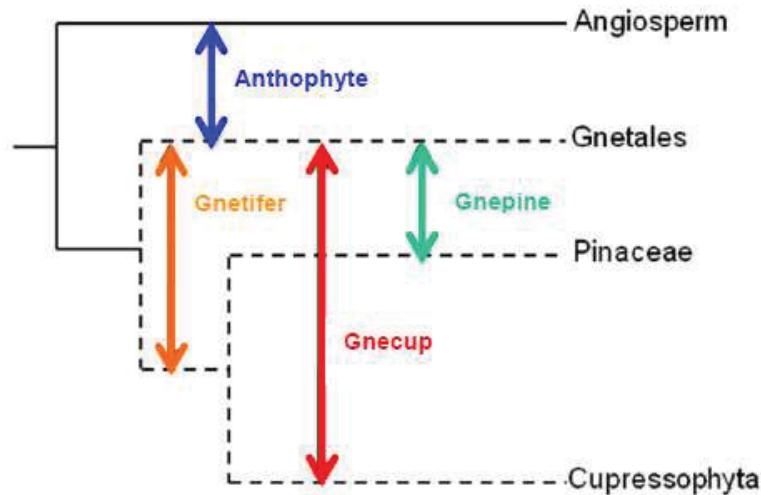 Angiosperm
Anthophyte
Gnetales
Gnetifer
Gnepine
Pinaceae
Gnecup
Cupressophyta